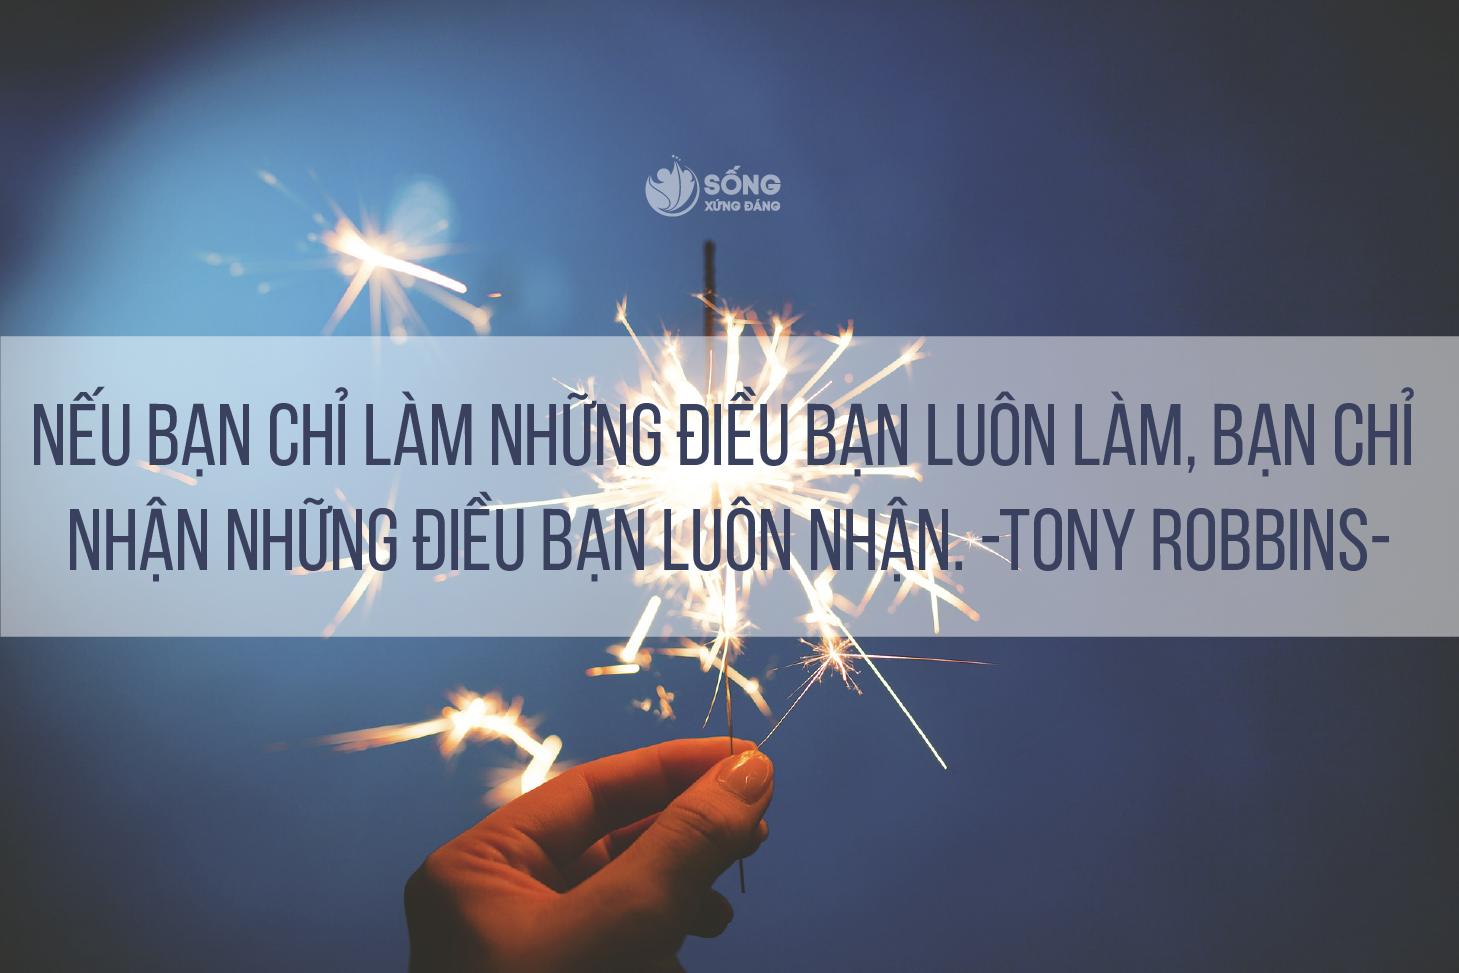 SỐNG
XỨNG ĐÁNG
NẾU BẠN CHỈ LÀM NHỮNG ĐIỀU BẠN LUÔN LÀM, BẠN CHỈ
NHẬN NHỮNG ĐIỀU BẠN LUÔN NHẬN. -TONY ROBBINS-